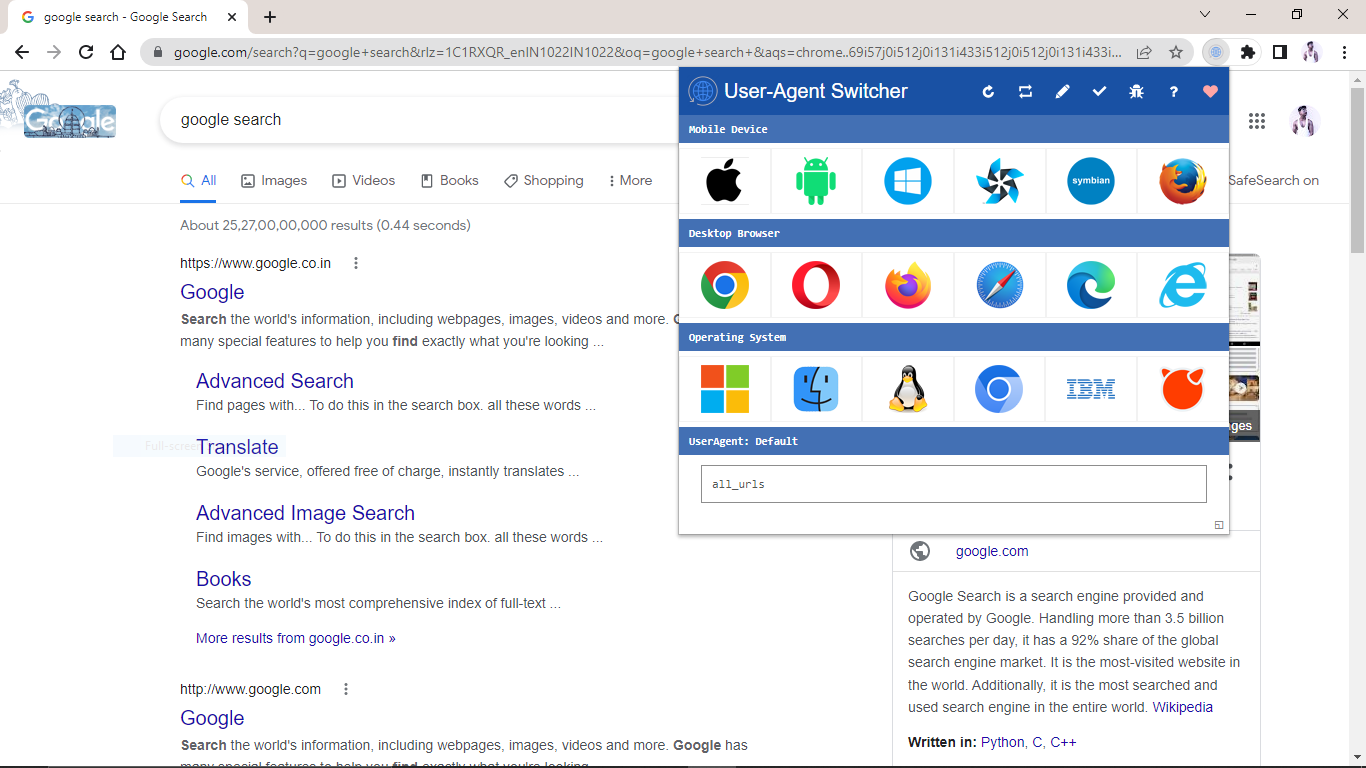 google search - Google Search
google.com/search?q=google+search&rlz=1C1RXQR_enIN1022IN1022&oq=google+search+&aqs=chrome..69i57j0i512j0i131i433i512j0i512j0i131i433i...
User-Agent Switcher
Mobile Device
symbian
Desktop Browser
Operating System
IBM
UserAgent: Default
all_urls
Google
google search
All Images Videos Books Shopping More
SafeSearch on
About 25,27,00,00,000 results (0.44 seconds)
https://www.google.co.in
Google
Search the world's information, including webpages, images, videos and more.
many special features to help you find exactly what you're looking ...
Advanced Search
Find pages with... To do this in the search box. all these words ...
Translate
Google's service, offered free of charge, instantly translates ...
Advanced Image Search
Find images with... To do this in the search box. all these words ...
Books
Search the world's most comprehensive index of full-text ...
More results from google.co.in »
http://www.google.com
Google
Search the world's information, including webpages, images, videos and more. Google has
many special features to help you find exactly what you're looking
google.com
Google Search is a search engine provided and
operated by Google. Handling more than 3.5 billion
searches per day, it has a 92% share of the global
search engine market. It is the most-visited website in
the world. Additionally, it is the most searched and
used search engine in the entire world. Wikipedia
Written in: Python, C, C++